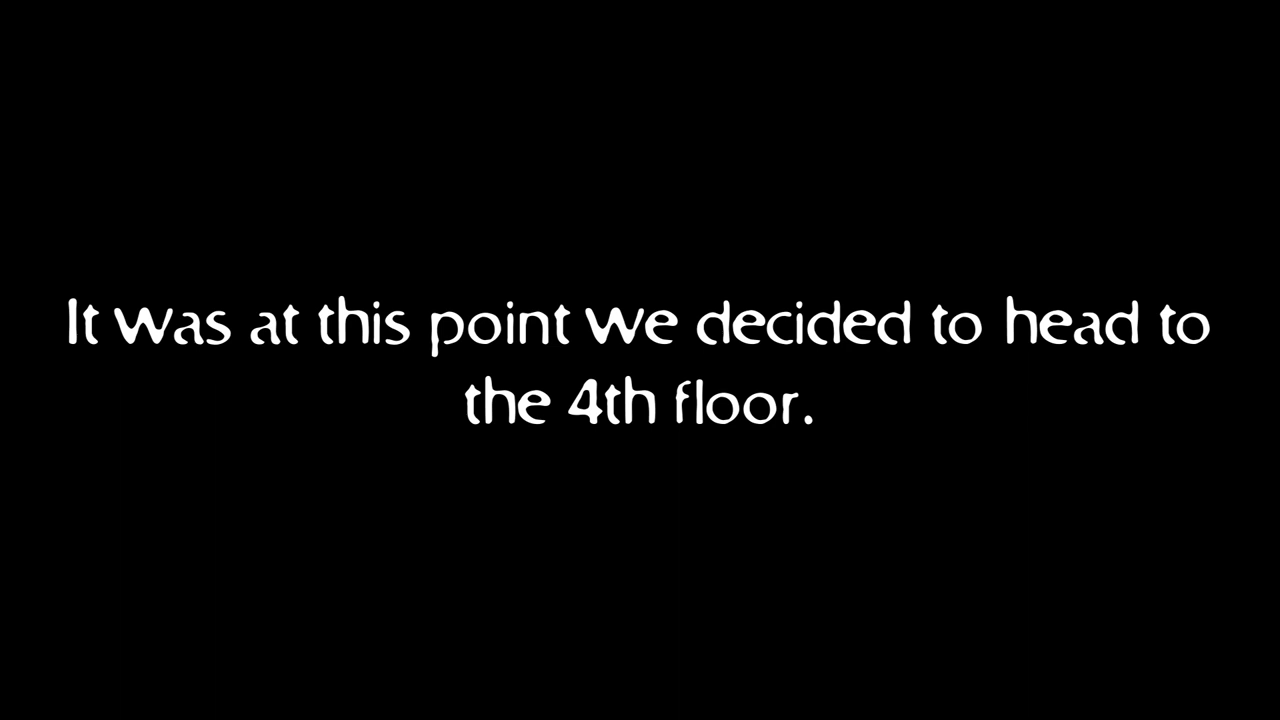 It was at this point we decided to head to
the 4th floor.